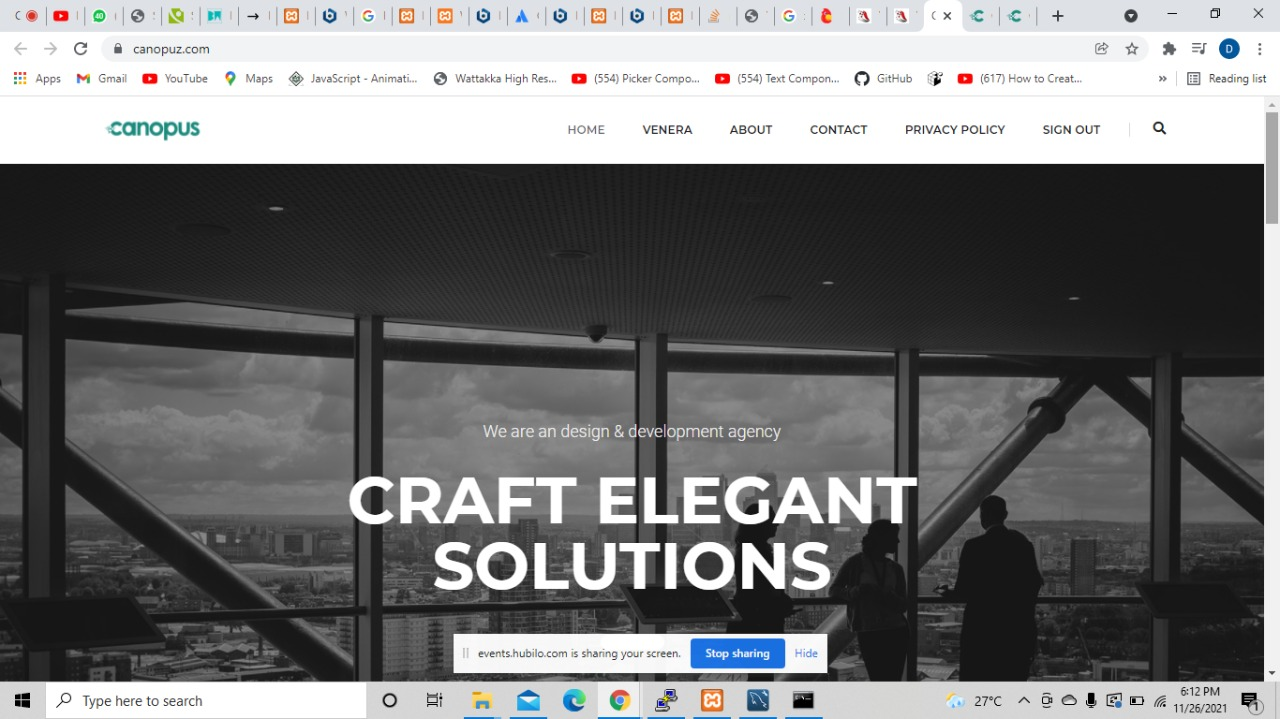 canopuz.com
Apps
Gmail
YouTube
Maps
JavaScript - Animati...
Wattakka High Res...
(554) Picker Compo...
(554) Text Compon...
GitHub
(617) How to Creat...
»
Reading list
canopus
HOME
VENERA
ABOUT
CONTACT
PRIVACY POLICY
SIGN OUT
We are an design & development agency
CRAFT ELEGANT
SOLUTIONS
events.hubilo.com is sharing your screen.
Stop sharing
Hide
Type here to search
27°C
6:12 PM
11/26/2021